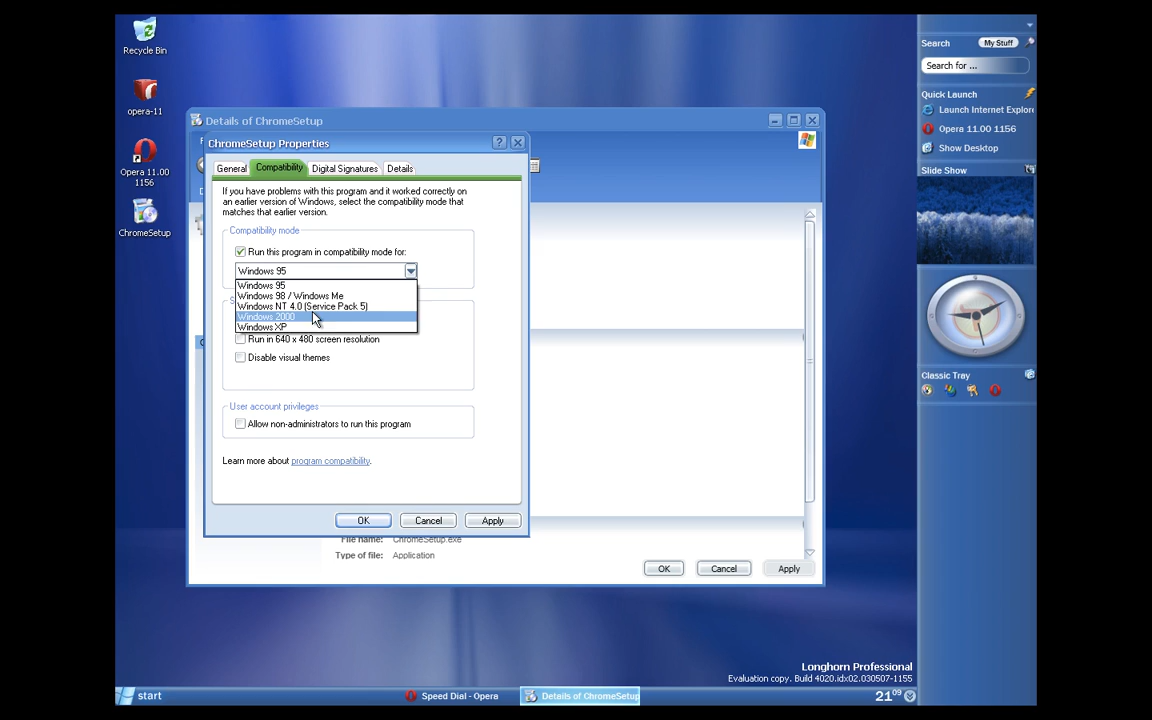 Recycle Bin
opera-11
Opera 11.00
1156
ChromeSetup
Details of ChromeSetup
ChromeSetup Properties
General
Compatibility
Digital Signatures
Details
If you have problems with this program and it worked correctly on
an earlier version of Windows, select the compatibility mode that
matches that earlier version.
Compatibility mode
Run this program in compatibility mode for:
Windows 95
Windows 95
Windows 98 / Windows Me
Windows NT 4.0 (Service Pack 5)
Windows 2000
Windows XP
Run in 640 x 480 screen resolution
Disable visual themes
User account privileges
Allow non-administrators to run this program
Learn more about program compatibility.
OK
Cancel
Apply
File name:
ChromeSetup.exe
Type of file:
Application
OK
Cancel
Apply
Search
My Stuff
Search for ...
Quick Launch
Launch Internet Explor
Opera 11.00 1156
Show Desktop
Slide Show
Classic Tray
Longhorn Professional
Evaluation copy. Build 4020.idx02.030507-1155
start
Speed Dial - Opera
Details of ChromeSetup
21 09